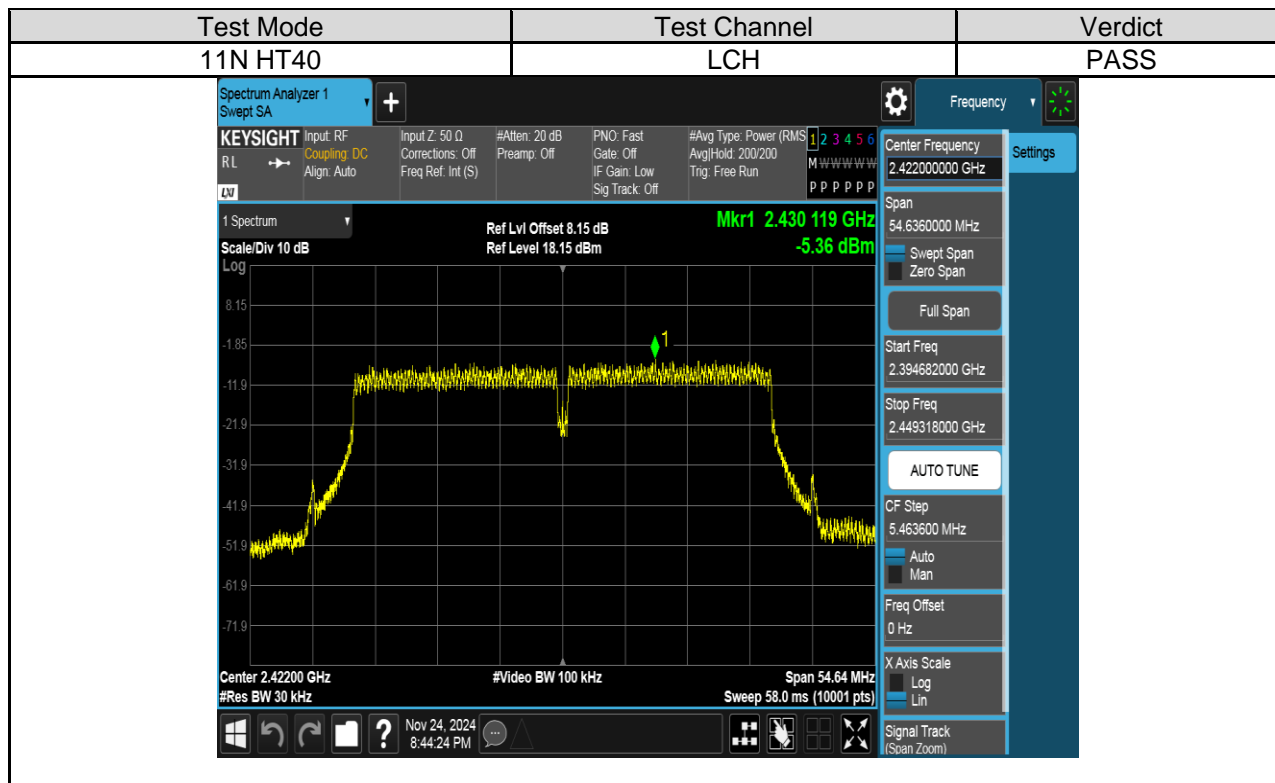 Test Mode Test Channel Verdict
11N HT40 LCH PASS
Spectrum Analyzer 1
Swept SA
+
Frequency
KEYSIGHT
R L
LXI
Input: RF
Coupling: DC
Align: Auto
Input Z: 50 Ω
Corrections: Off
Freq Ref: Int (S)
#Atten: 20 dB
Preamp: Off
PNO: Fast
Gate: Off
IF Gain: Low
Sig Track: Off
#Avg Type: Power (RMS
Avg|Hold: 200/200
Trig: Free Run
1 2 3 4 5 6
M W W W W W
P P P P P P
1 Spectrum
Scale/Div 10 dB
Ref Lvl Offset 8.15 dB
Ref Level 18.15 dBm
Mkr1 2.430 119 GHz
-5.36 dBm
Log
8.15
-1.85
-11.9
-21.9
-31.9
-41.9
-51.9
-61.9
-71.9
1
Center 2.42200 GHz
#Res BW 30 kHz
#Video BW 100 kHz
Span 54.64 MHz
Sweep 58.0 ms (10001 pts)
Center Frequency
2.422000000 GHz
Settings
Span
54.6360000 MHz
Swept Span
Zero Span
Full Span
Start Freq
2.394682000 GHz
Stop Freq
2.449318000 GHz
AUTO TUNE
CF Step
5.463600 MHz
Auto
Man
Freq Offset
0 Hz
X Axis Scale
Log
Lin
Signal Track
(Span Zoom)
?
Nov 24, 2024
8:44:24 PM